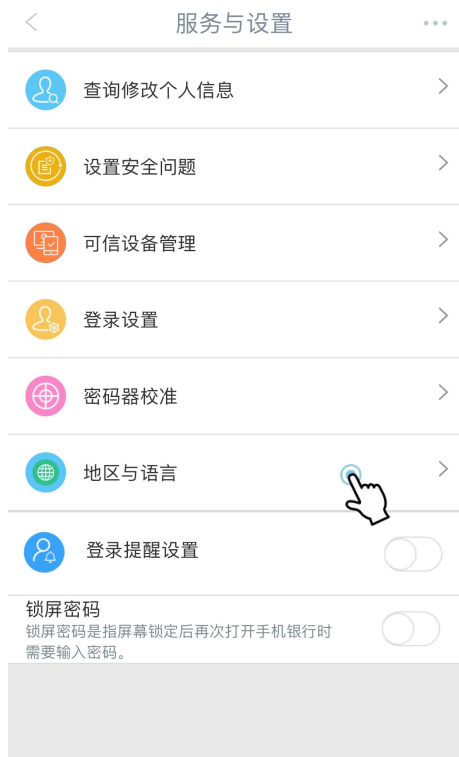 服务与设置
查询修改个人信息
设置安全问题
可信设备管理
登录设置
密码器校准
地区与语言
登录提醒设置
锁屏密码
锁屏密码是指屏幕锁定后再次打开手机银行时
需要输入密码。